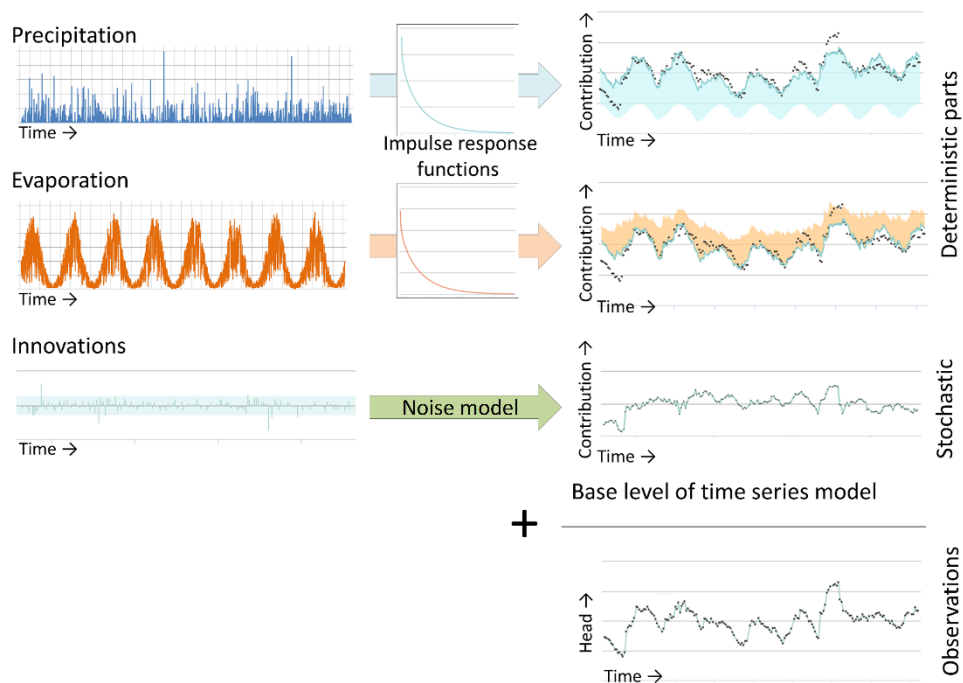 Precipitation
Time →
Impulse response
functions
Contribution →
Time →
Deterministic parts
Evaporation
Time →
Contribution →
Time →
Innovations
Time →
Noise model
Contribution →
Time →
Stochastic
Base level of time series model
+
Head →
Time →
Observations